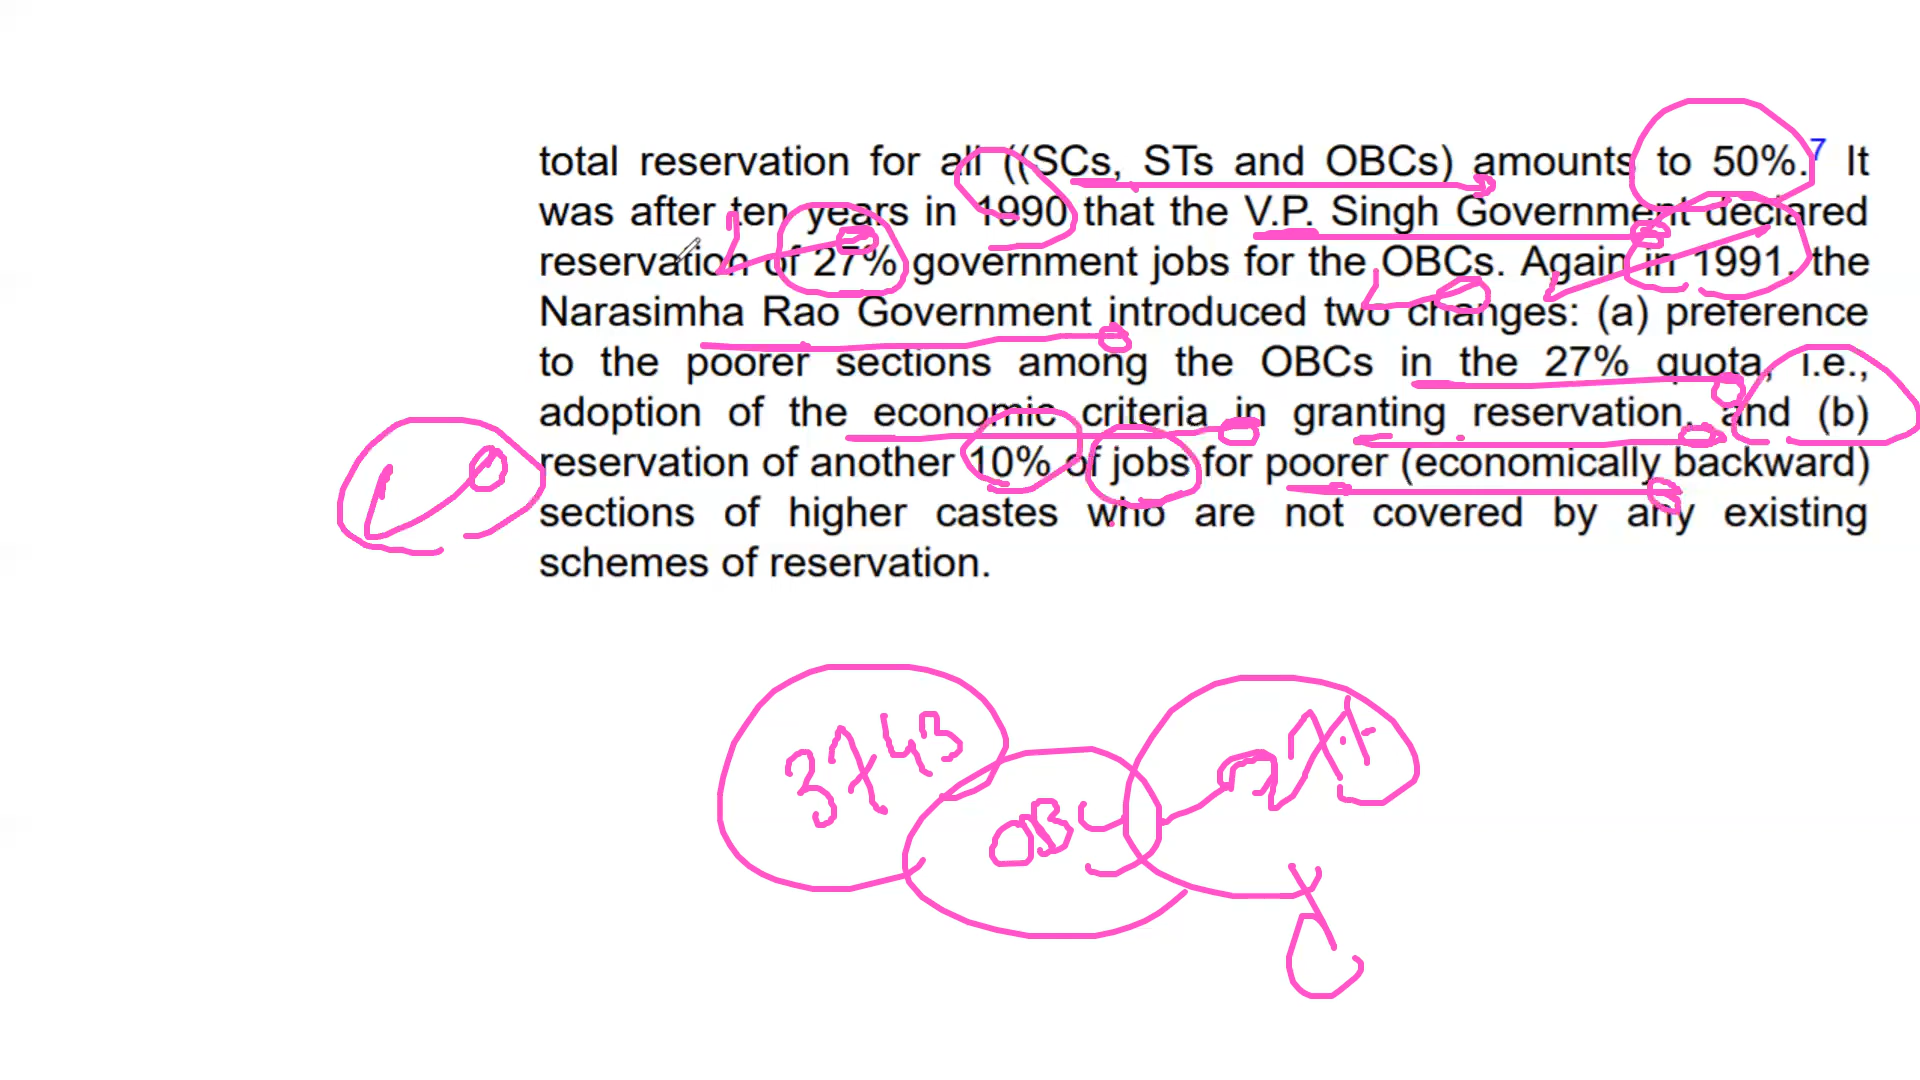 total reservation for all ((SCs, STs and OBCs) amounts to 50%.7 It
was after ten years in 1990 that the V.P. Singh Government declared
reservation of 27% government jobs for the OBCs. Again in 1991, the
Narasimha Rao Government introduced two changes: (a) preference
to the poorer sections among the OBCs in the 27% quota, i.e.,
adoption of the economic criteria in granting reservation, and (b)
reservation of another 10% of jobs for poorer (economically backward)
sections of higher castes who are not covered by any existing
schemes of reservation.
3743
OBC